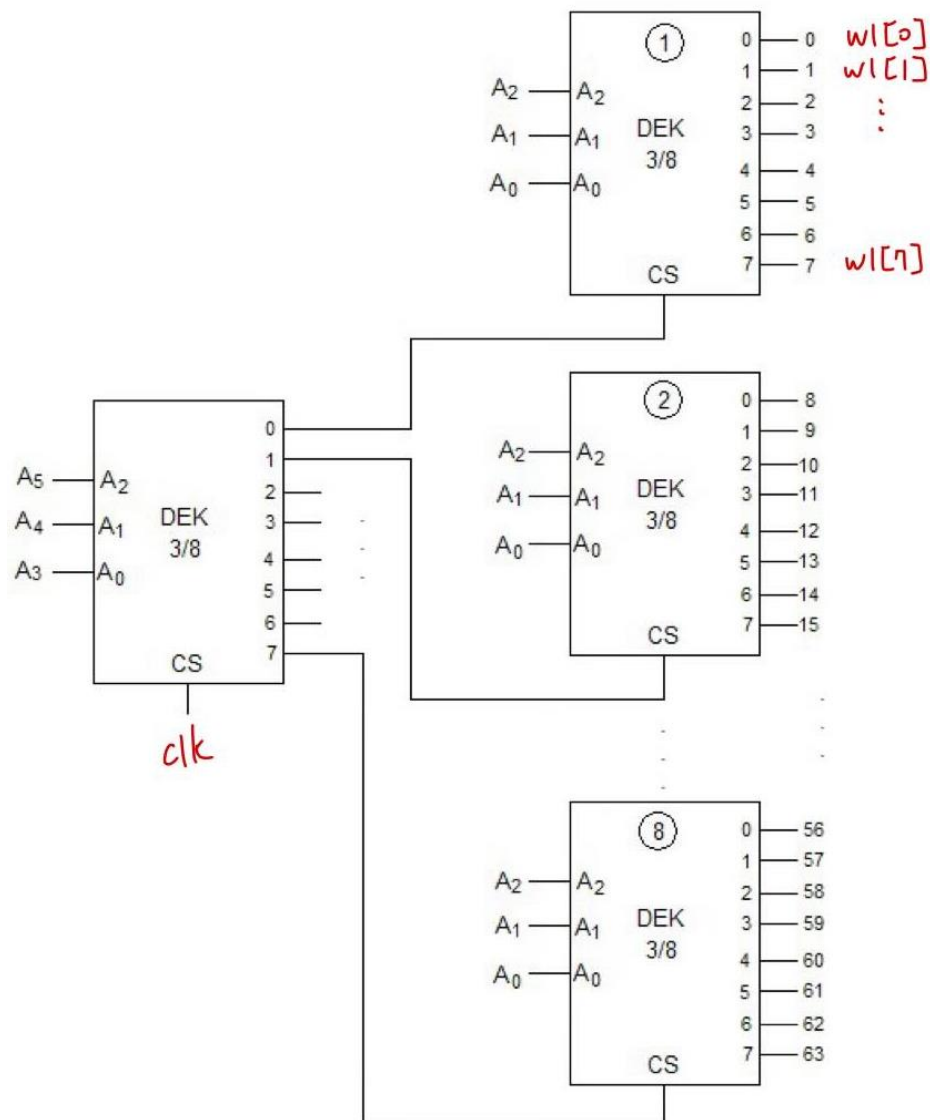 1
0 0 wl[0]
1 1 wl[1]
A2 A2
2 2
DEK
A1 A1
3 3
3/8
4 4
A0 A0
5 5
6 6
7 7 wl[7]
CS
2
0 8
1 9
0
A2 A2
2 10
1
DEK
A5 A2
2
A1 A1
3 11
3/8
DEK
A4 A1
3
4 12
A0 A0
3/8
4
5 13
A3 A0
5
6 14
6
7 15
7
CS
CS
clk
8
0 56
1 57
A2 A2
2 58
DEK
A1 A1
3 59
3/8
4 60
A0 A0
5 61
6 62
7 63
CS